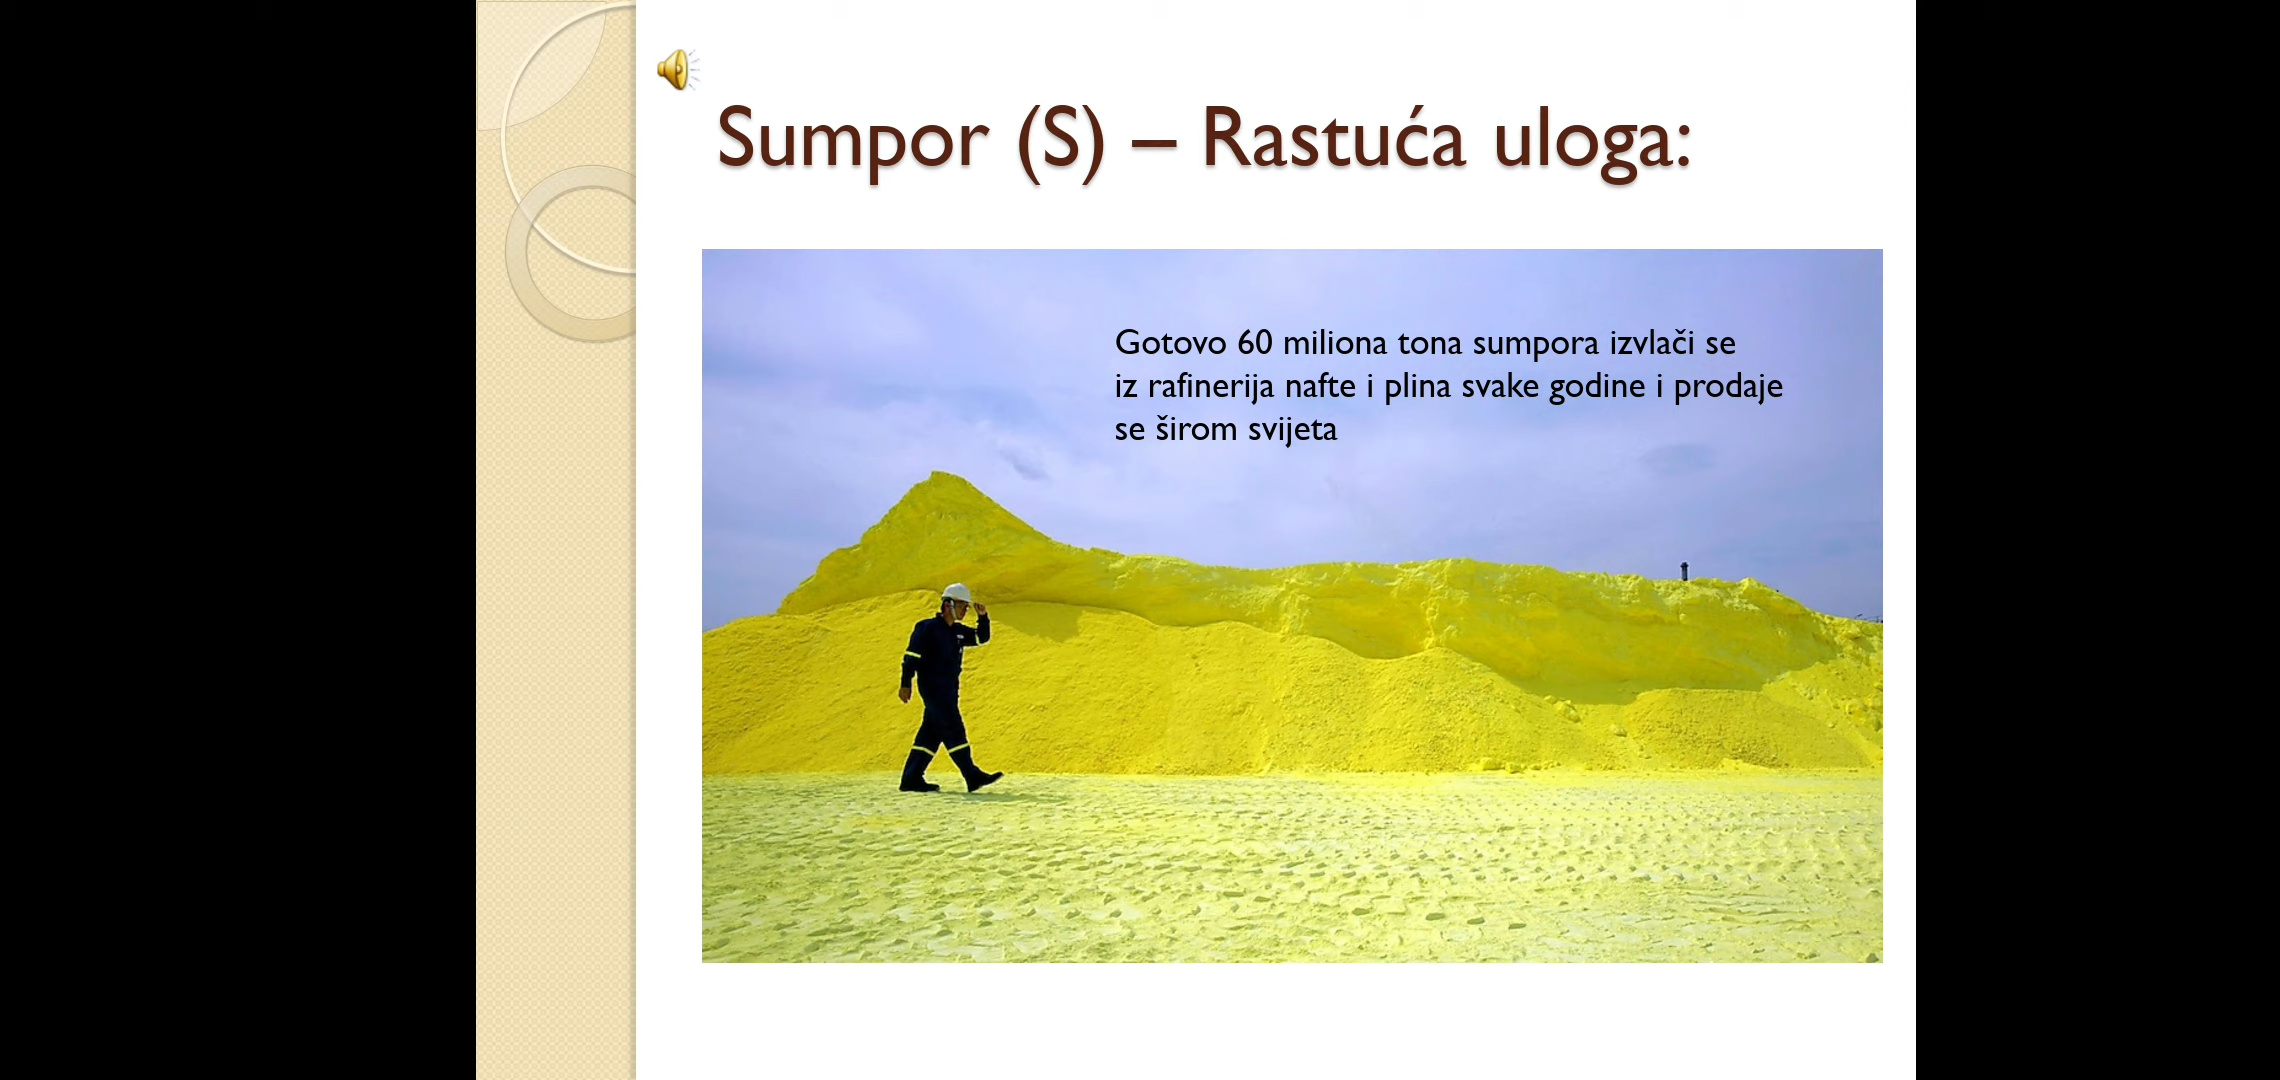 Sumpor (S) – Rastuća uloga:
Gotovo 60 miliona tona sumpora izvlači se
iz rafinerija nafte i plina svake godine i prodaje
se širom svijeta